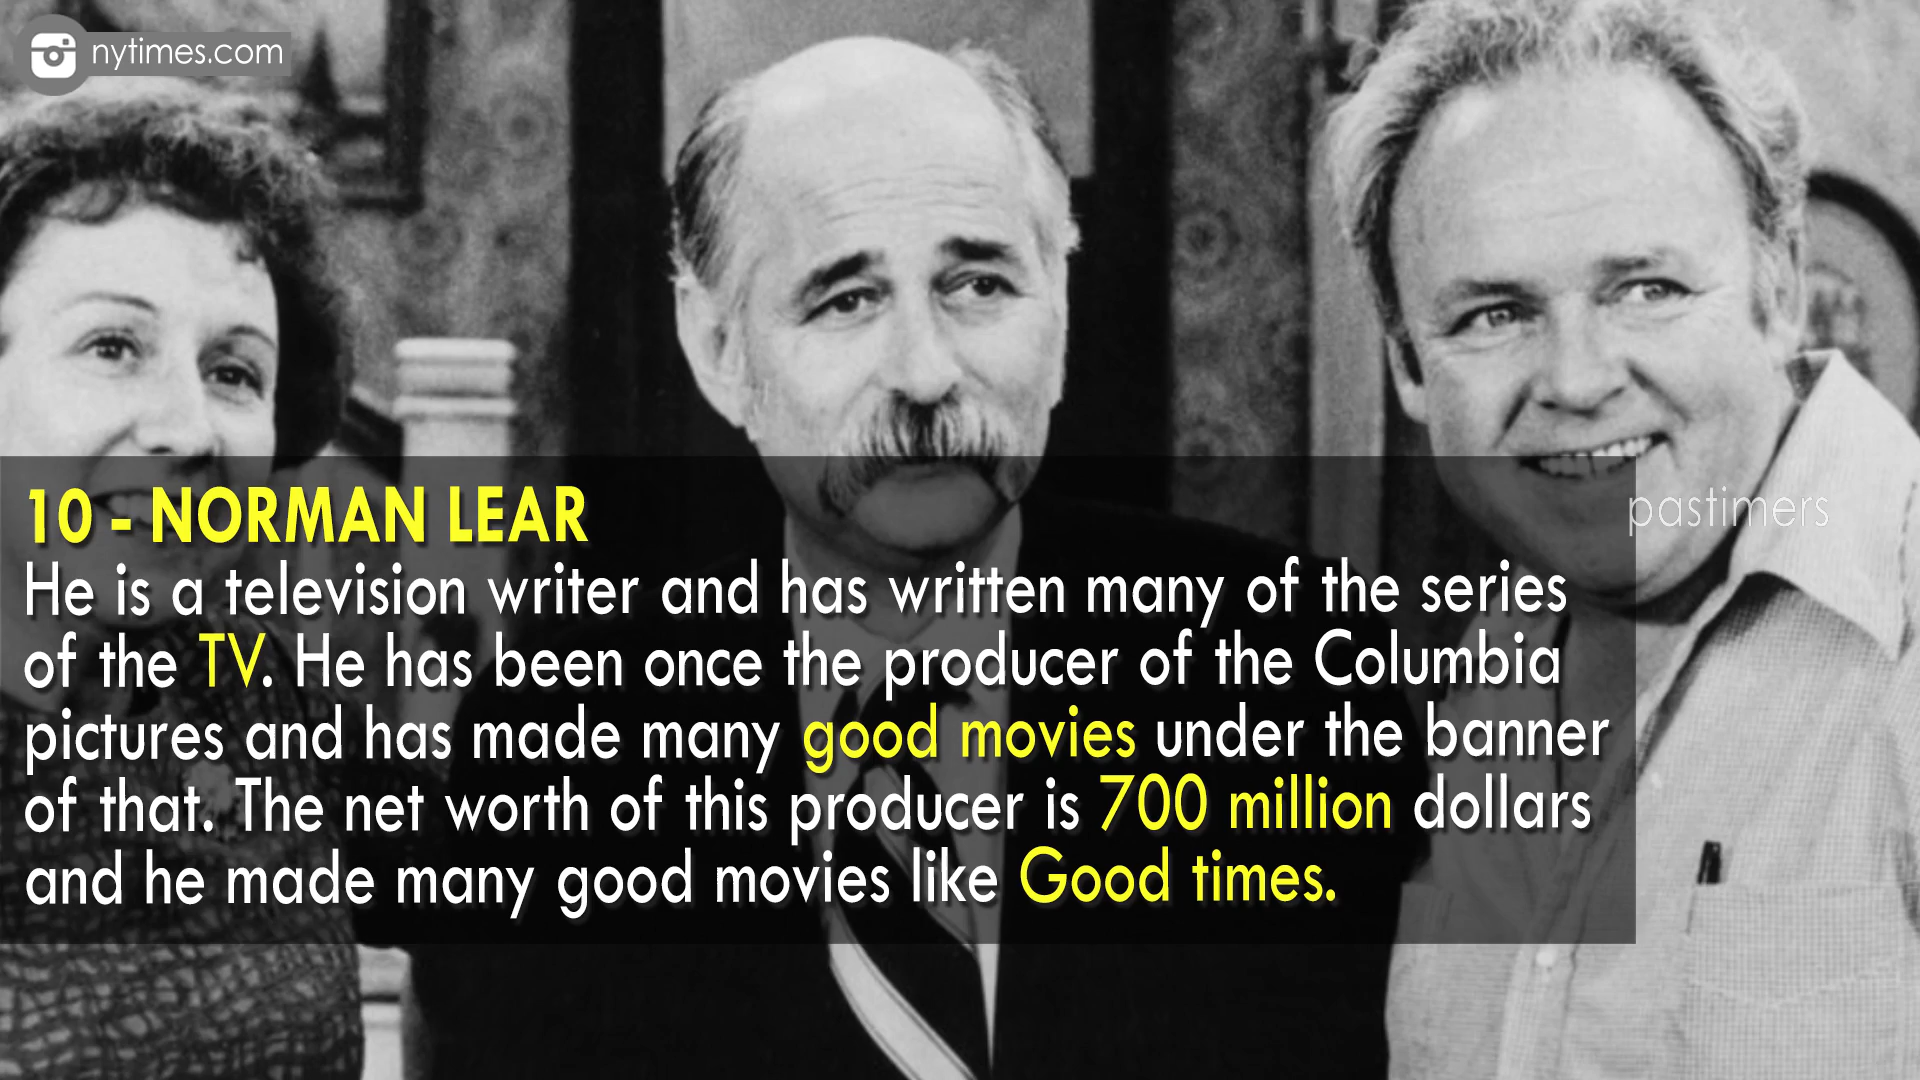 nytimes.com
10 - NORMAN LEAR
pastimers
He is a television writer and has written many of the series
of the TV. He has been once the producer of the Columbia
pictures and has made many good movies under the banner
of that. The net worth of this producer is 700 million dollars
and he made many good movies like Good times.